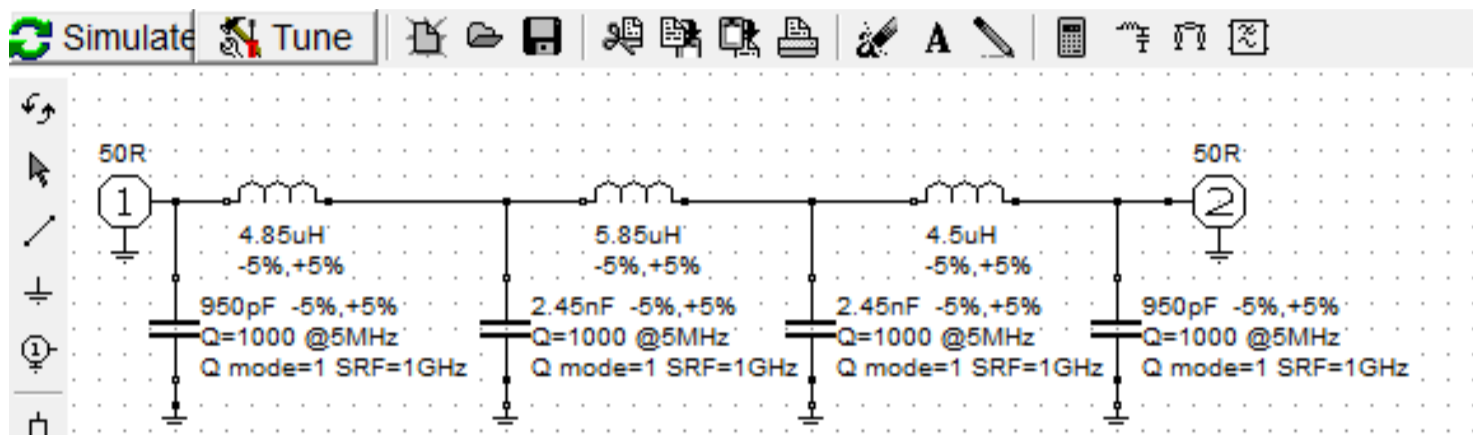 Simulate Tune A
50R 50R
1 2
4.85uH 5.85uH 4.5uH
-5%,+5% -5%,+5% -5%,+5%
950pF -5%,+5% 2.45nF -5%,+5% 2.45nF -5%,+5% 950pF -5%,+5%
Q=1000 @5MHz Q=1000 @5MHz Q=1000 @5MHz Q=1000 @5MHz
Q mode=1 SRF=1GHz Q mode=1 SRF=1GHz Q mode=1 SRF=1GHz Q mode=1 SRF=1GHz
1